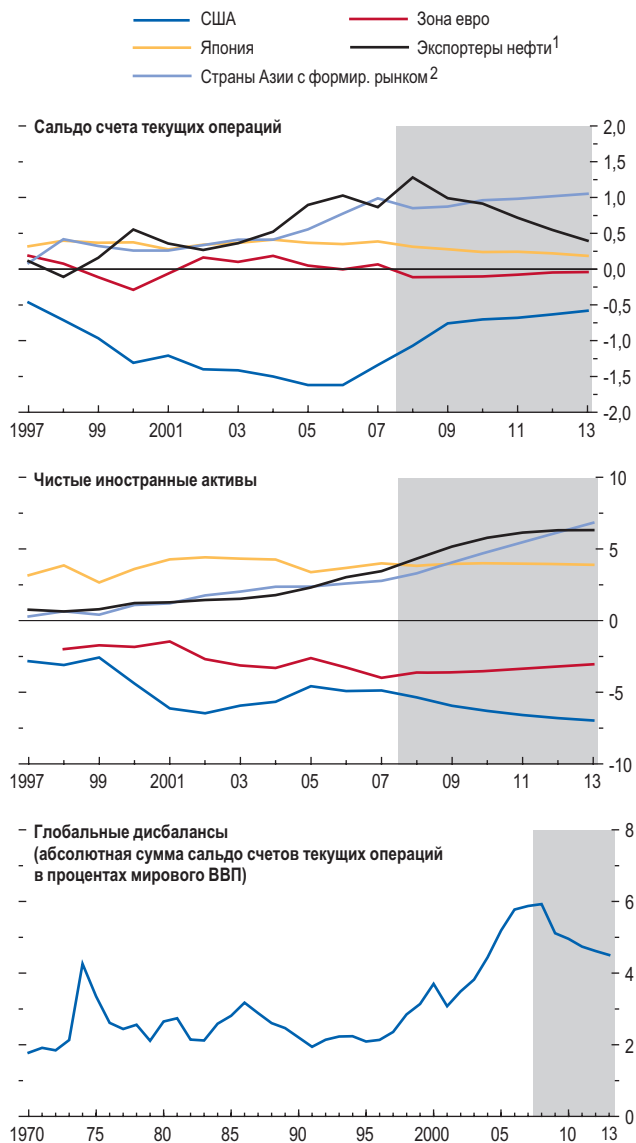 США
Зона евро
Япония
Экспортеры нефти1
Страны Азии с формир. рынком2
Сальдо счета текущих операций
2,0
1,5
1,0
0,5
0,0
-0,5
-1,0
-1,5
-2,0
1997 99 2001 03 05 07 09 11 13
Чистые иностранные активы
10
5
0
-5
-10
1997 99 2001 03 05 07 09 11 13
Глобальные дисбалансы
(абсолютная сумма сальдо счетов текущих операций
в процентах мирового ВВП)
8
6
4
2
0
1970 75 80 85 90 95 2000 05 10 13